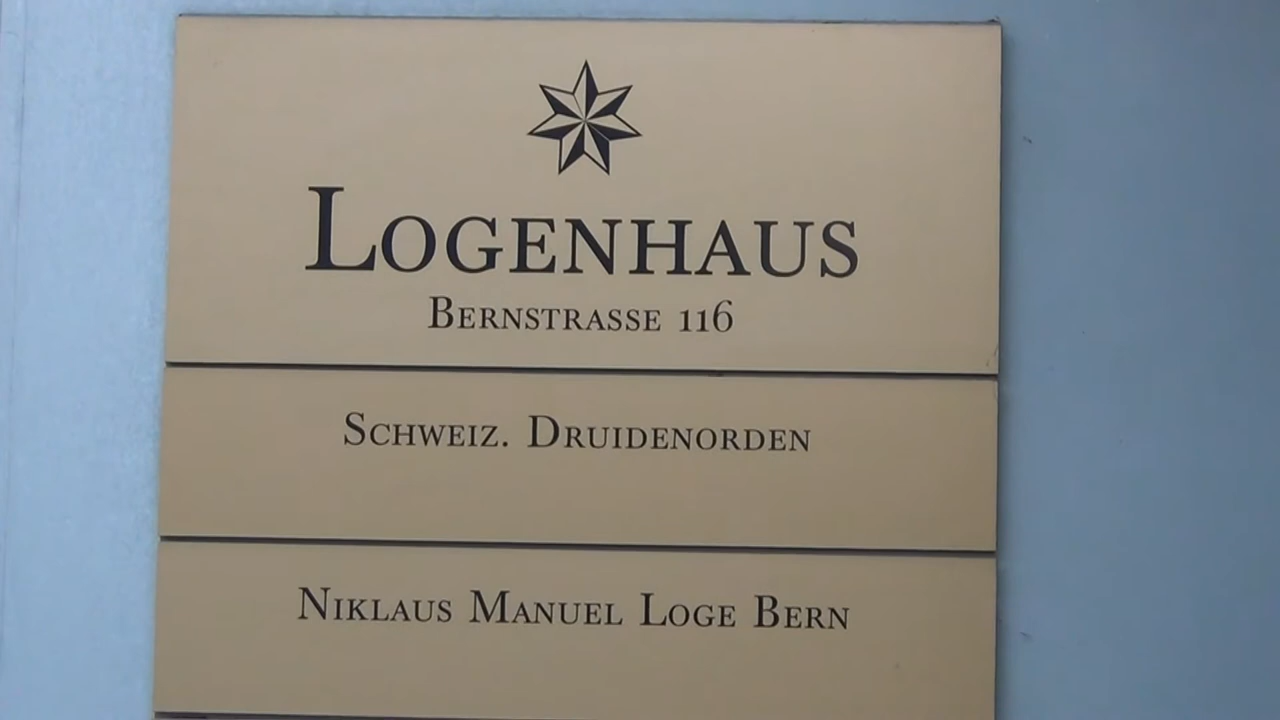 LOGENHAUS
BERNSTRASSE 116
SCHWEIZ. DRUIDENORDEN
NIKLAUS MANUEL LOGE BERN